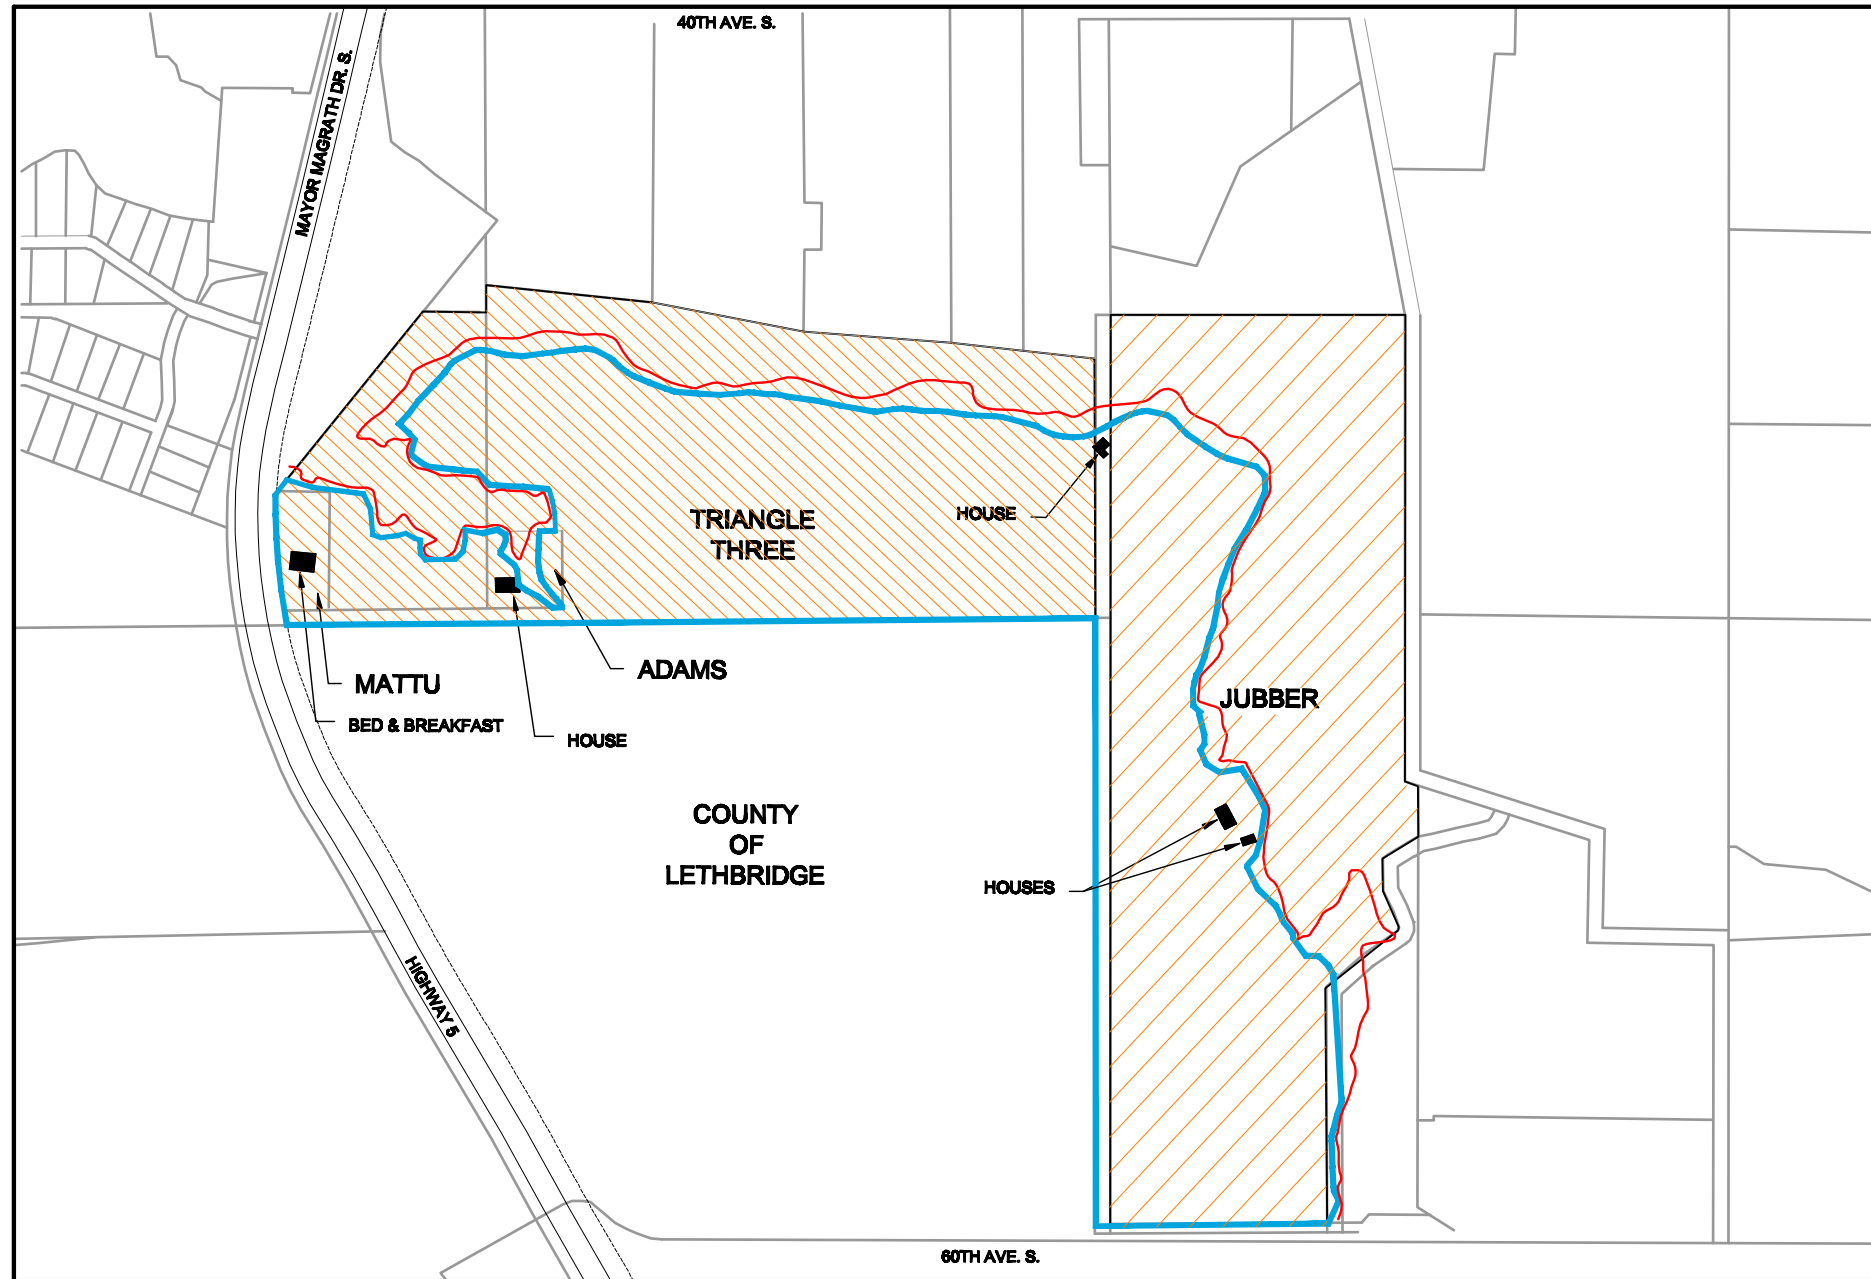 40TH AVE. S.
MAYOR MAGRATH DR. S.
TRIANGLE
THREE
HOUSE
ADAMS
MATTU
JUBBER
BED & BREAKFAST
HOUSE
COUNTY
OF
LETHBRIDGE
HOUSES
HIGHWAY 5
60TH AVE. S.